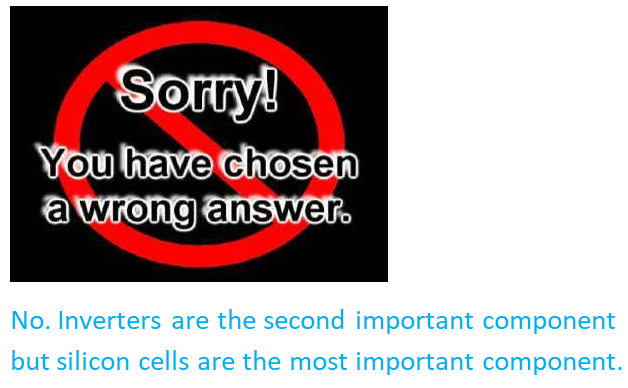 Sorry!
You have chosen
a wrong answer.
No. Inverters are the second important component
but silicon cells are the most important component.